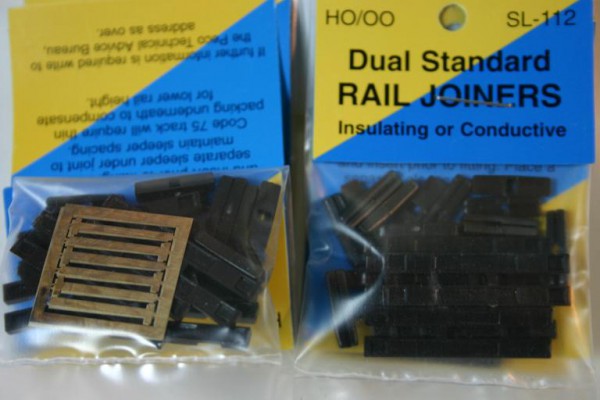 separate sleeper under joint to
maintain sleeper spacing.
Code 75 track will require thin
packing underneath to compensate
for lower rail height.
If further information is required write to
the Peco Technical Advice Bureau,
address as over.
HO/OO SL-112
Dual Standard
RAIL JOINERS
Insulating or Conductive